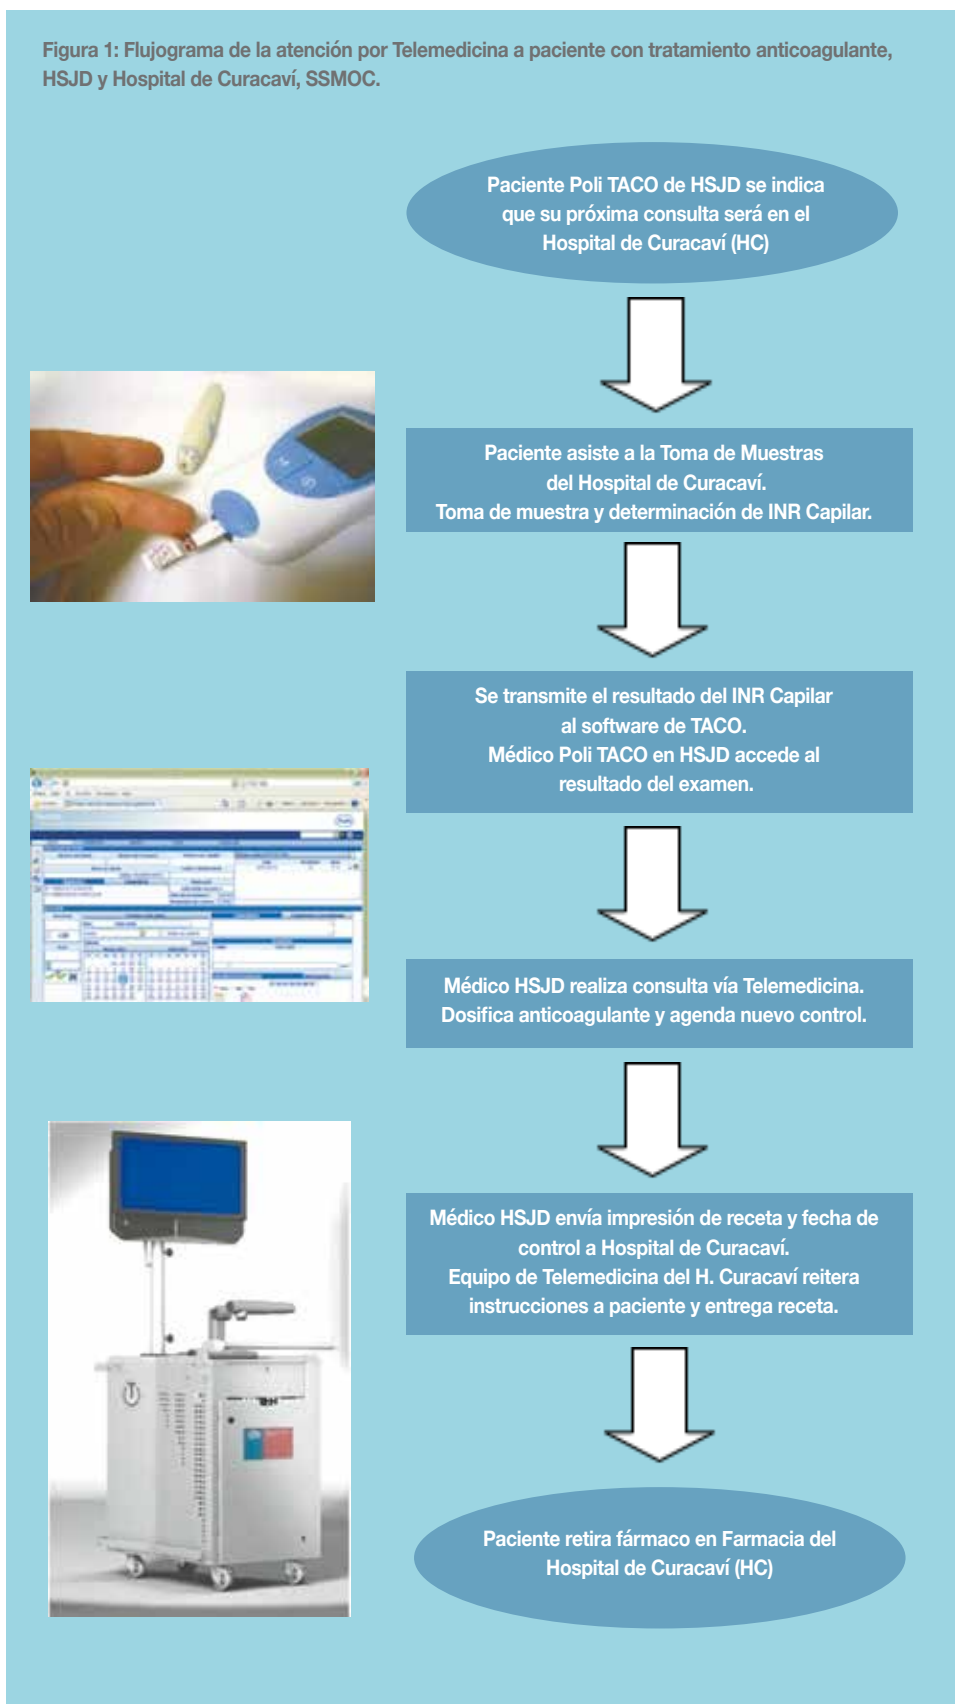 Figura 1: Flujograma de la atención por Telemedicina a paciente con tratamiento anticoagulante,
HSJD y Hospital de Curacaví, SSMOC.
Paciente Poli TACO de HSJD se indica
que su próxima consulta será en el
Hospital de Curacaví (HC)
Paciente asiste a la Toma de Muestras
del Hospital de Curacaví.
Toma de muestra y determinación de INR Capilar.
Se transmite el resultado del INR Capilar
al software de TACO.
Médico Poli TACO en HSJD accede al
resultado del examen.
Médico HSJD realiza consulta vía Telemedicina.
Dosifica anticoagulante y agenda nuevo control.
Médico HSJD envía impresión de receta y fecha de
control a Hospital de Curacaví.
Equipo de Telemedicina del H. Curacaví reitera
instrucciones a paciente y entrega receta.
Paciente retira fármaco en Farmacia del
Hospital de Curacaví (HC)